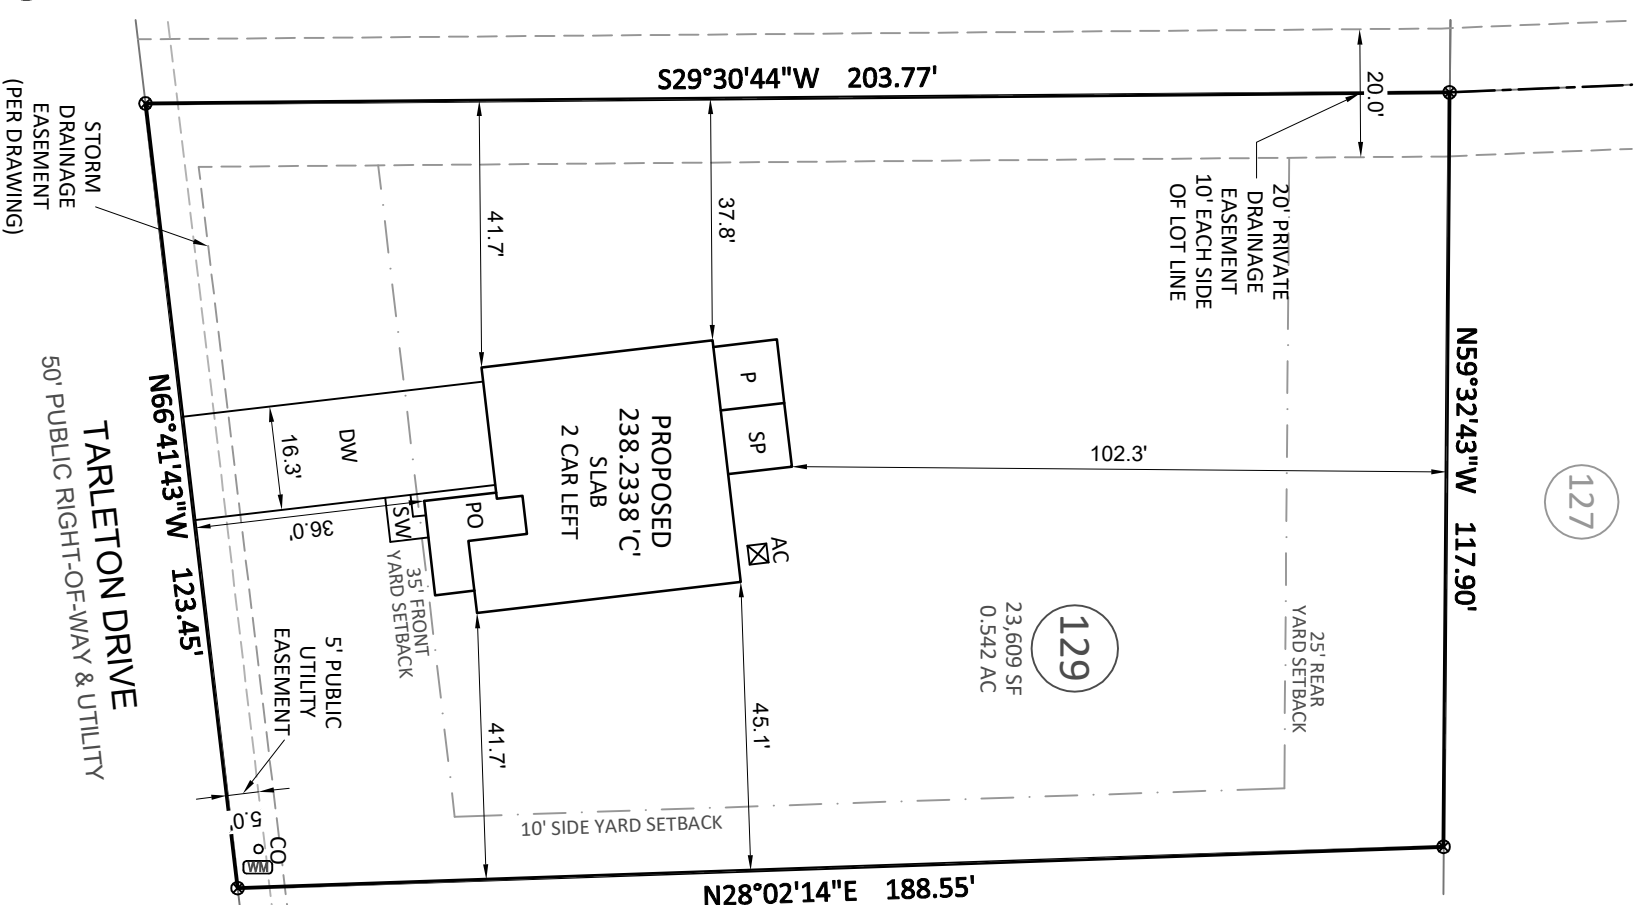 S29°30'44"W 203.77'
20.0'
STORM
DRAINAGE
EASEMENT
(PER DRAWING)
20' PRIVATE
DRAINAGE
EASEMENT
10' EACH SIDE
OF LOT LINE
41.7'
37.8'
N59°32'43"W 117.90'
127
P
SP
102.3'
PROPOSED
238.2338 'C'
SLAB
2 CAR LEFT
DW
16.3'
36.0'
SW
PO
AC
35' FRONT
YARD SETBACK
N66°41'43"W 123.45'
TARLETON DRIVE
50' PUBLIC RIGHT-OF-WAY & UTILITY
129
23,609 SF
0.542 AC
25' REAR
YARD SETBACK
5' PUBLIC
UTILITY
EASEMENT
41.7'
45.1'
10' SIDE YARD SETBACK
5.0'
CO
WM
N28°02'14"E 188.55'